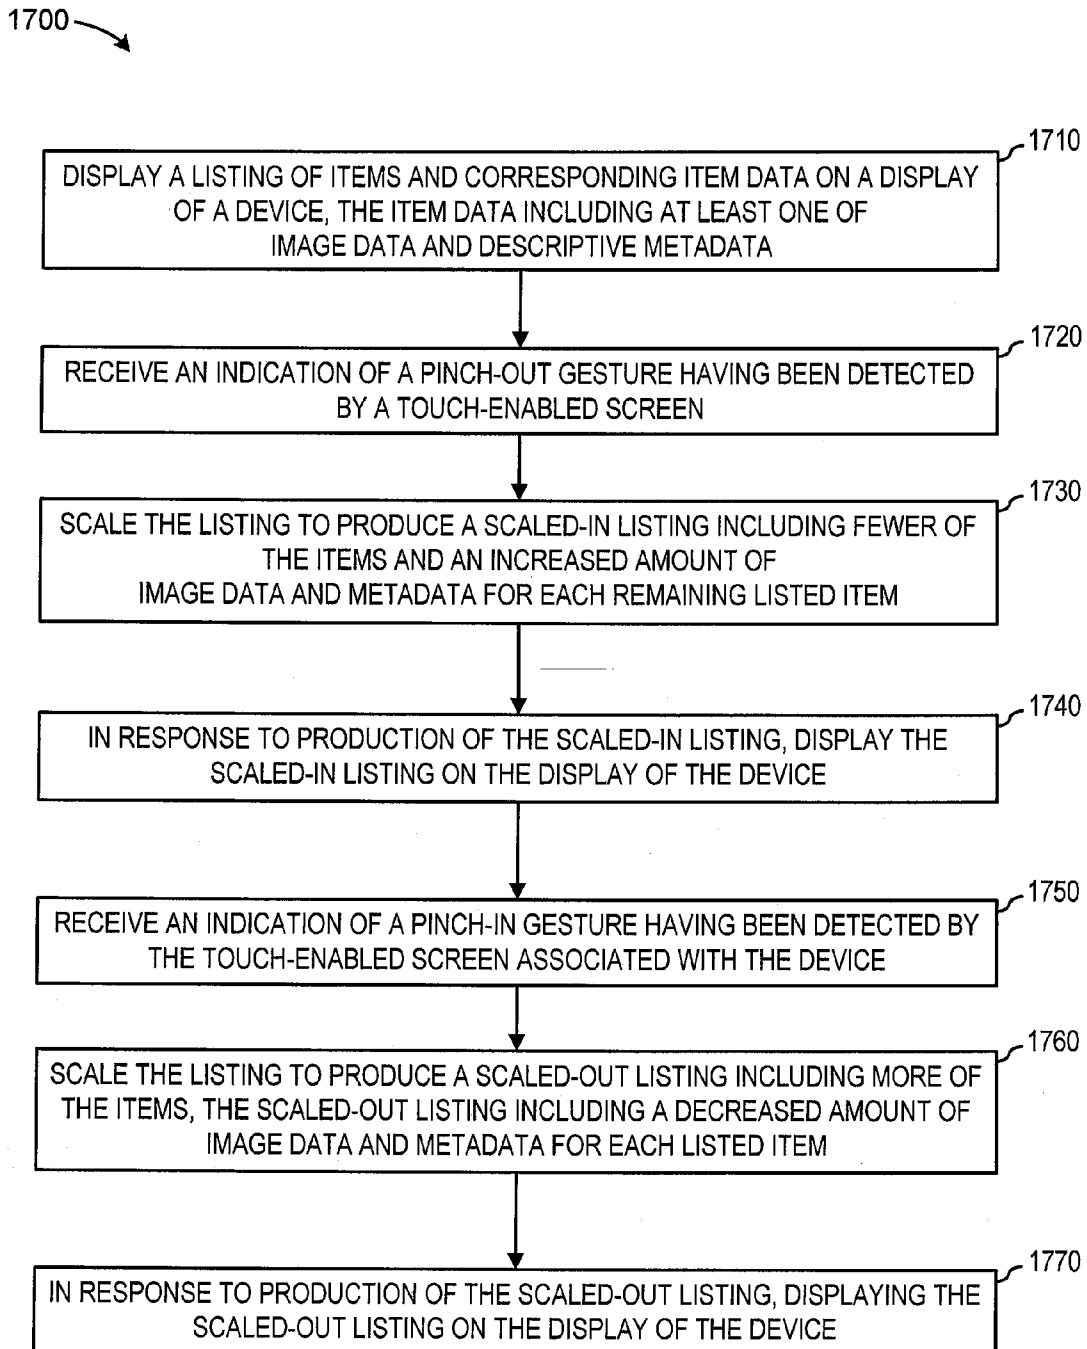 1700
1710
DISPLAY A LISTING OF ITEMS AND CORRESPONDING ITEM DATA ON A DISPLAY
OF A DEVICE, THE ITEM DATA INCLUDING AT LEAST ONE OF
IMAGE DATA AND DESCRIPTIVE METADATA
1720
RECEIVE AN INDICATION OF A PINCH-OUT GESTURE HAVING BEEN DETECTED
BY A TOUCH-ENABLED SCREEN
1730
SCALE THE LISTING TO PRODUCE A SCALED-IN LISTING INCLUDING FEWER OF
THE ITEMS AND AN INCREASED AMOUNT OF
IMAGE DATA AND METADATA FOR EACH REMAINING LISTED ITEM
1740
IN RESPONSE TO PRODUCTION OF THE SCALED-IN LISTING, DISPLAY THE
SCALED-IN LISTING ON THE DISPLAY OF THE DEVICE
1750
RECEIVE AN INDICATION OF A PINCH-IN GESTURE HAVING BEEN DETECTED BY
THE TOUCH-ENABLED SCREEN ASSOCIATED WITH THE DEVICE
1760
SCALE THE LISTING TO PRODUCE A SCALED-OUT LISTING INCLUDING MORE OF
THE ITEMS, THE SCALED-OUT LISTING INCLUDING A DECREASED AMOUNT OF
IMAGE DATA AND METADATA FOR EACH LISTED ITEM
1770
IN RESPONSE TO PRODUCTION OF THE SCALED-OUT LISTING, DISPLAYING THE
SCALED-OUT LISTING ON THE DISPLAY OF THE DEVICE